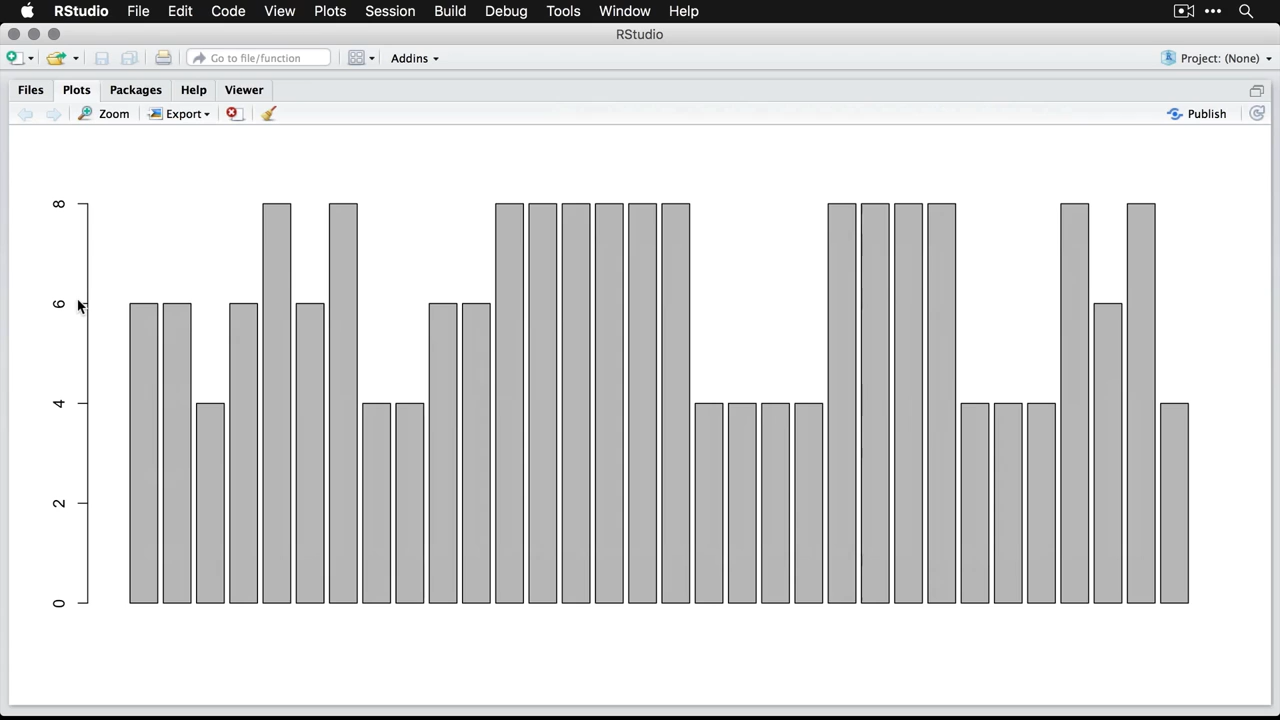 RStudio File Edit Code View Plots Session Build Debug Tools Window Help
RStudio
Go to file/function Addins Project: (None)
Files Plots Packages Help Viewer
Zoom Export Publish
8
6
4
2
0